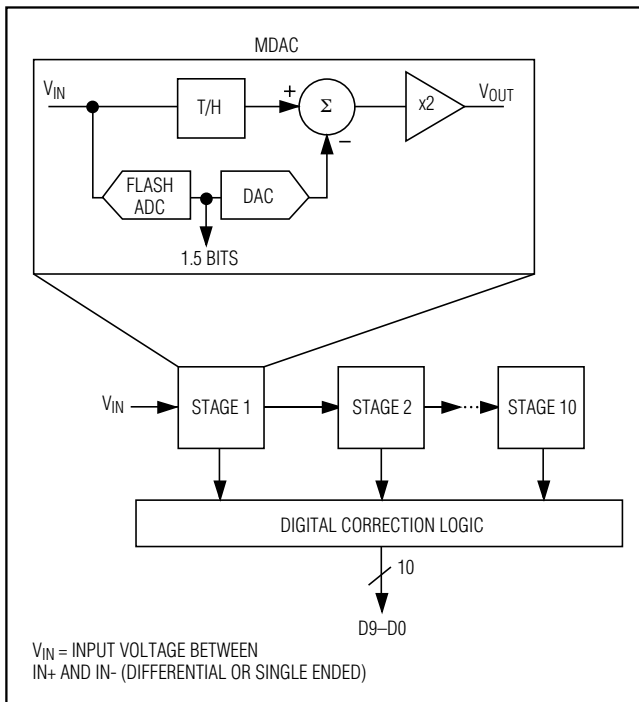 MDAC
VIN
T/H
+
Σ
−
x2
VOUT
FLASH
ADC
DAC
1.5 BITS
VIN
STAGE 1
STAGE 2
STAGE 10
DIGITAL CORRECTION LOGIC
10
D9–D0
VIN = INPUT VOLTAGE BETWEEN
IN+ AND IN- (DIFFERENTIAL OR SINGLE ENDED)